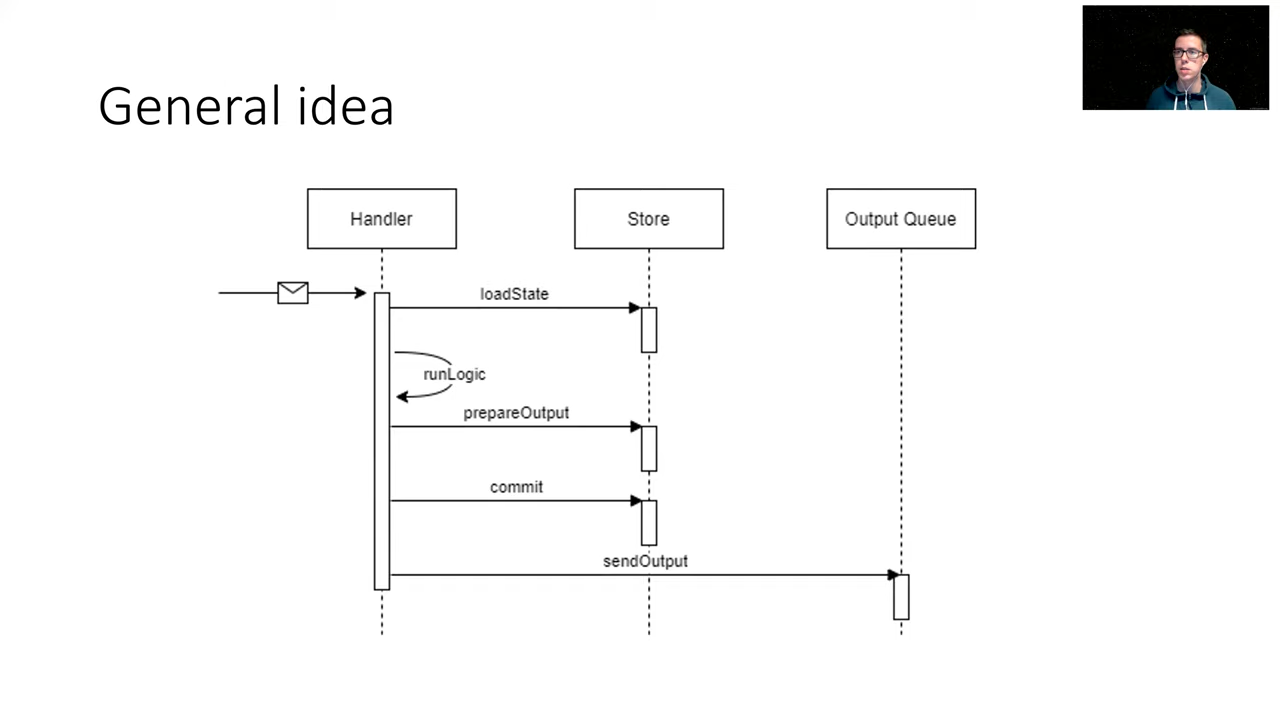 General idea
Handler
Store
Output Queue
loadState
runLogic
prepareOutput
commit
sendOutput